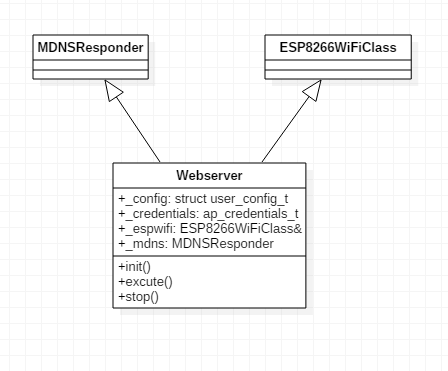 MDNSResponder
ESP8266WiFiClass
Webserver
+_config: struct user_config_t
+_credentials: ap_credentials_t
+_espwifi: ESP8266WiFiClass&
+_mdns: MDNSResponder
+init()
+excute()
+stop()